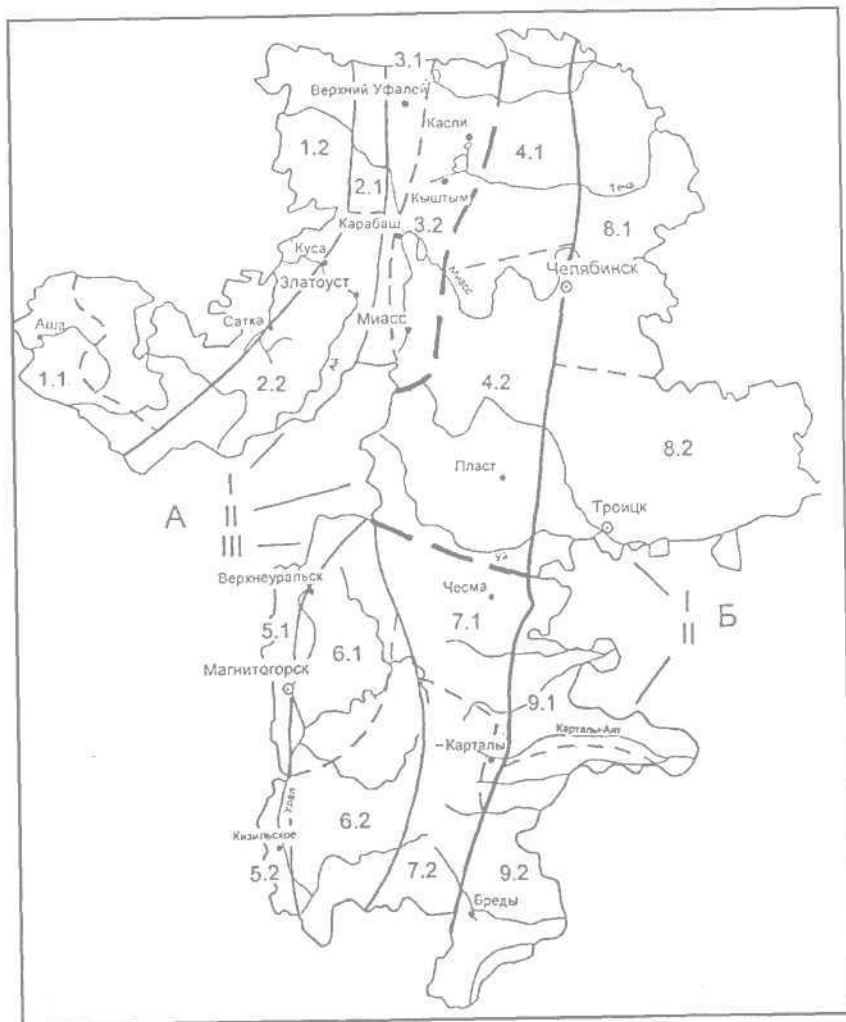 3.1
Верхний Уфалей
Касли
1.2
4.1
2.1
Теча
Кыштым
Карабаш
3.2
8.1
Куса
Миасс
Челябинск
Златоуст
Аша
Сатка
Миасс
1.1
2.2
4.2
8.2
Пласт
I
А
II
Троицк
III
Уй
Верхнеуральск
Чесма
I
Б
5.1
7.1
II
6.1
Магнитогорск
9.1
Карталы-Аят
Карталы
Урал
6.2
Кизильское
5.2
7.2
9.2
Бреды